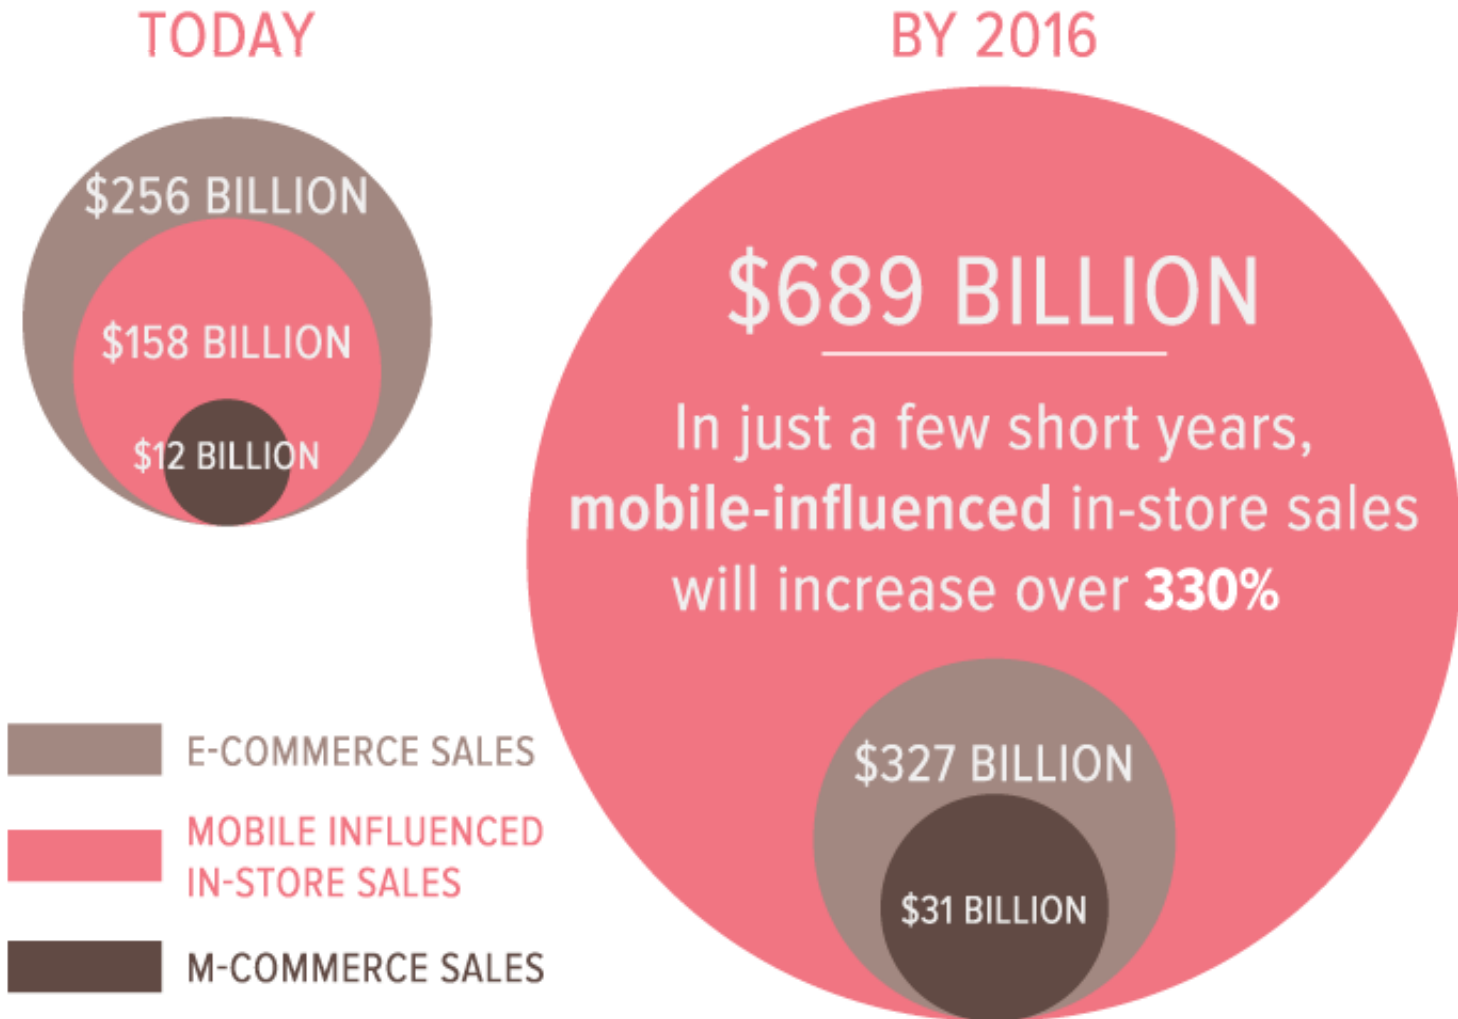 TODAY
$256 BILLION
$158 BILLION
$12 BILLION
BY 2016
$689 BILLION
In just a few short years,
mobile-influenced in-store sales
will increase over 330%
$327 BILLION
$31 BILLION
E-COMMERCE SALES
MOBILE INFLUENCED
IN-STORE SALES
M-COMMERCE SALES